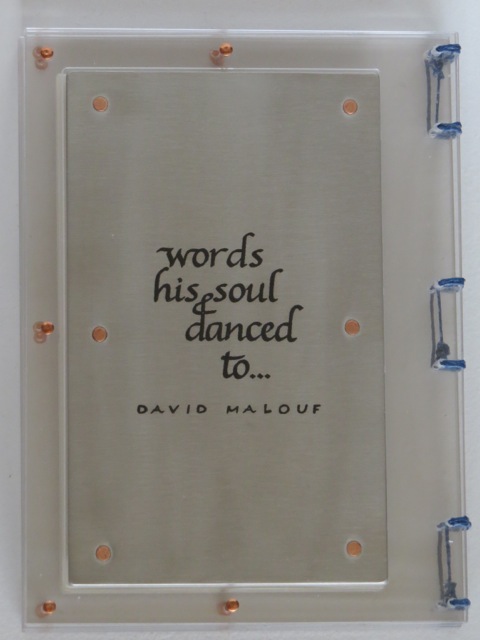 words
his soul
danced
to...
DAVID MALOUF